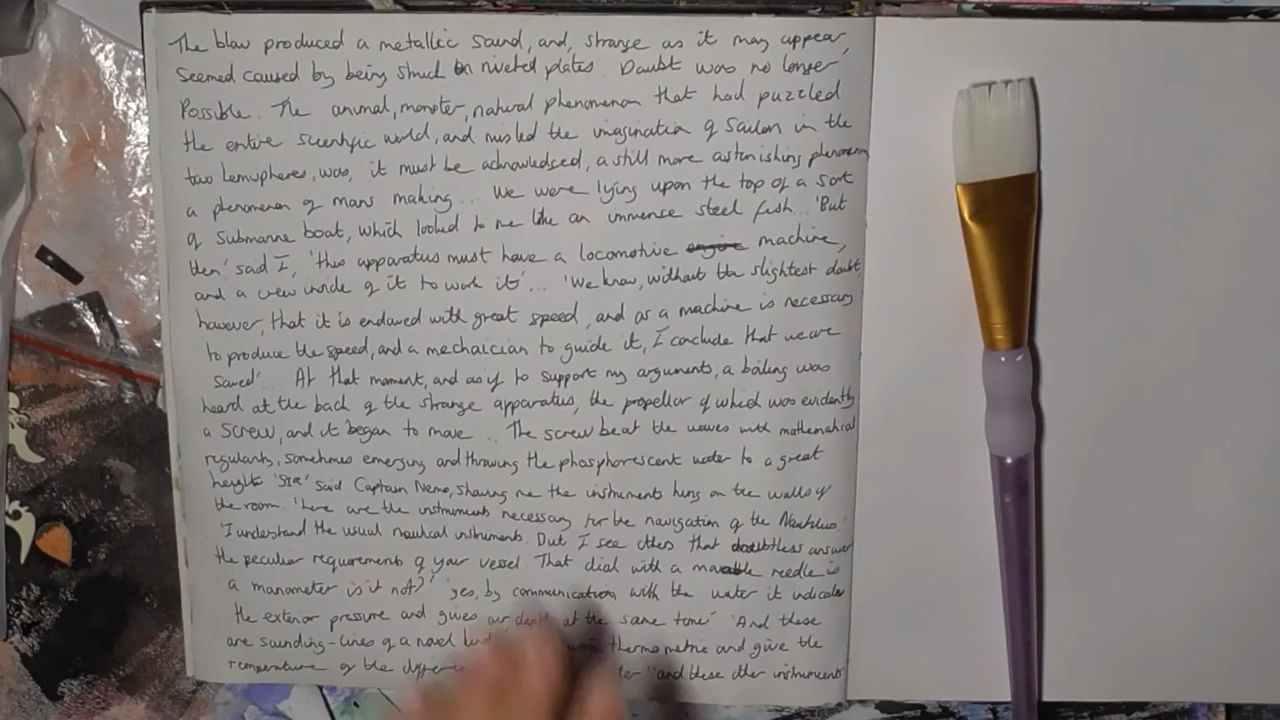 The blow produced a metallic sound, and, strange as it may appear,
Seemed caused by being struck on riveted plates. Doubt was no longer
Possible. The animal, monster, natural phenomenon that had puzzled
the entire scientific world, and misled the imagination of Sailors in the
two hemispheres, was, it must be acknowledged, a still more astonishing phenomenon
a phenomenon of mans making... We were lying upon the top of a sort
of submarine boat, which looked to me like an immense steel fish... 'But
then' said I, 'this apparatus must have a locomotive engine machine,
and a crew inside of it to work it'... 'We know, without the slightest doubt
however, that it is endowed with great speed, and as a machine is necessary
to produce the speed, and a mechaician to guide it, I conclude that we are
saved' At that moment, and as if to support my arguments, a boiling was
heard at the back of the strange apparatus, the propellor of which was evidently
a screw, and it began to move... The screw beat the waves with mathematical
regularity, sometimes emerging and throwing the phosphorescent water to a great
height 'SIR' said Captain Nemo, showing me the instruments hung on the walls of
the room. 'here are the instruments necessary for the navigation of the Nautilus.
'I understand the usual nautical instruments. But I see others that doubtless answer
the peculiar requirements of your vessel That dial with a movable needle is
a manometer is it not?' 'yes, by communication with the water it indicates
the exterior pressure and gives our depth at the same time' 'And these
are sounding-lines of a novel kind thermometric and give the
temperature of the "and these other instruments